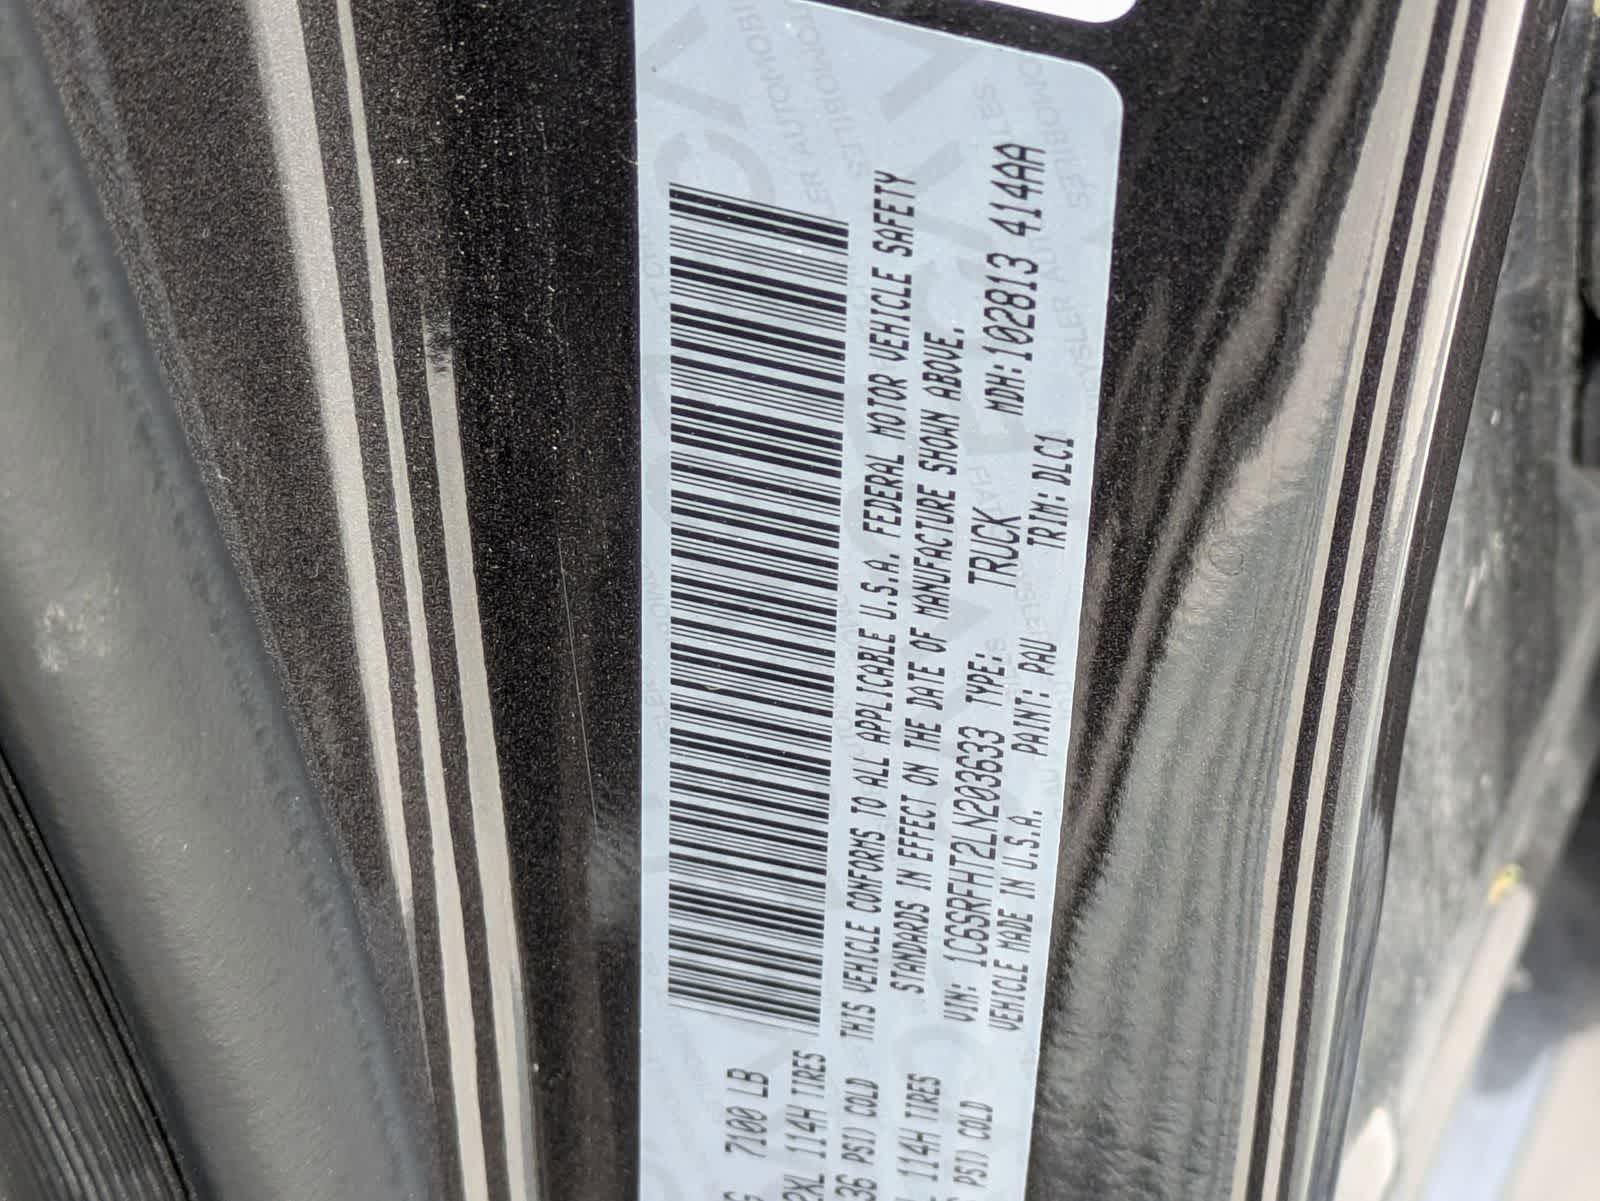 7100 LB
114H TIRES
36 PSI) COLD
114H TIRES
PSI) COLD
THIS VEHICLE CONFORMS TO ALL APPLICABLE U.S.A. FEDERAL MOTOR VEHICLE SAFETY
STANDARDS IN EFFECT ON THE DATE OF MANUFACTURE SHOWN ABOVE.
VIN: 1C6SRFHT2LN203633 TYPE: TRUCK MDH:102813 414AA
VEHICLE MADE IN U.S.A. PAINT: PAU TRIM: DLC1